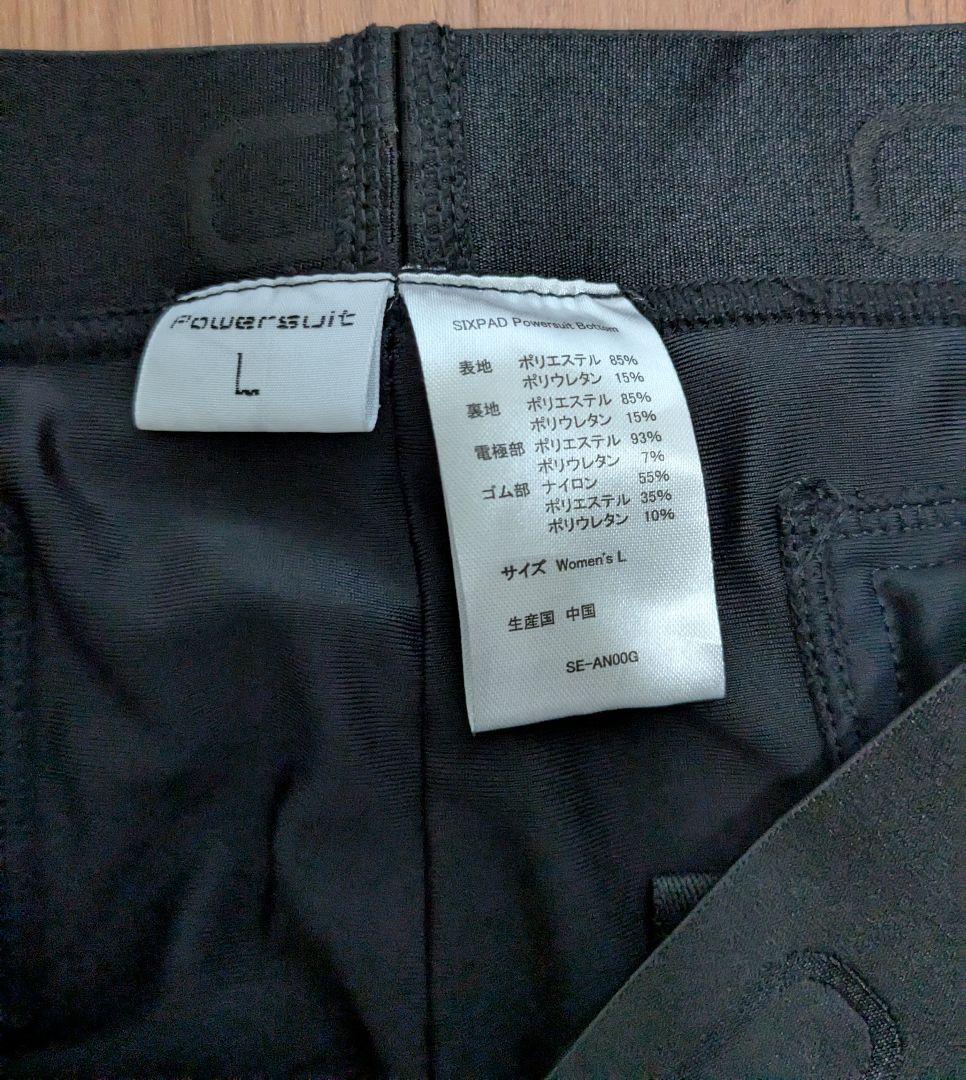 Powersuit
L
SIXPAD Powersuit Bottom
表地 ポリエステル 85%
ポリウレタン 15%
裏地 ポリエステル 85%
ポリウレタン 15%
電極部 ポリエステル 93%
ポリウレタン 7%
ゴム部 ナイロン 55%
ポリエステル 35%
ポリウレタン 10%
サイズ Women's L
生産国 中国
SE-AN00G